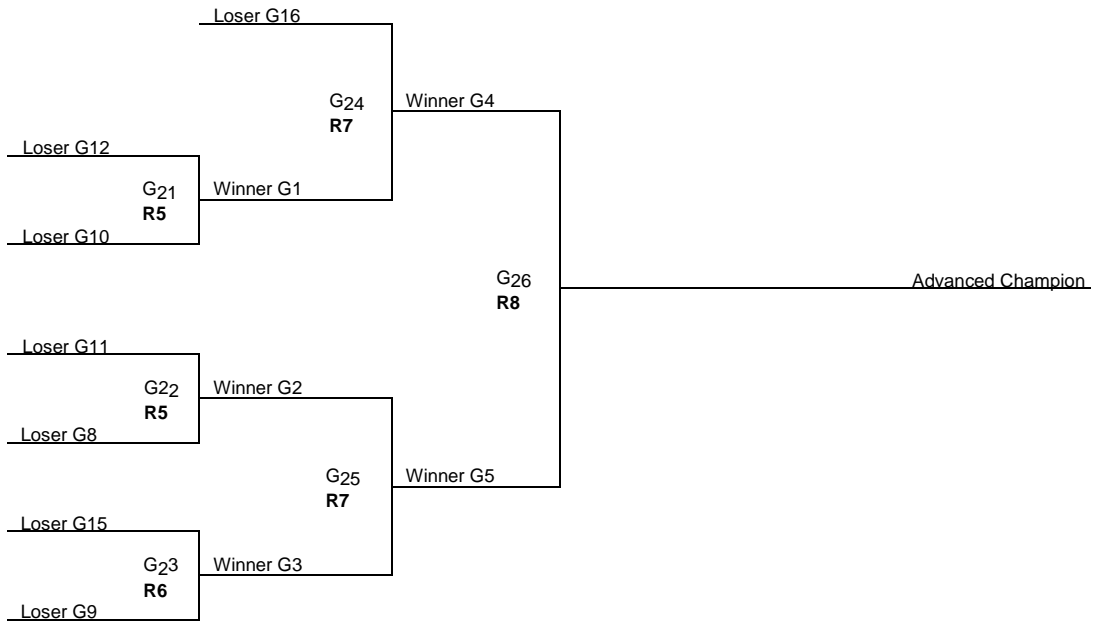 Loser G16
G24
R7
Winner G4
Loser G12
G21
R5
Winner G1
Loser G10
G26
R8
Advanced Champion
Loser G11
G22
R5
Winner G2
Loser G8
G25
R7
Winner G5
Loser G15
G23
R6
Winner G3
Loser G9